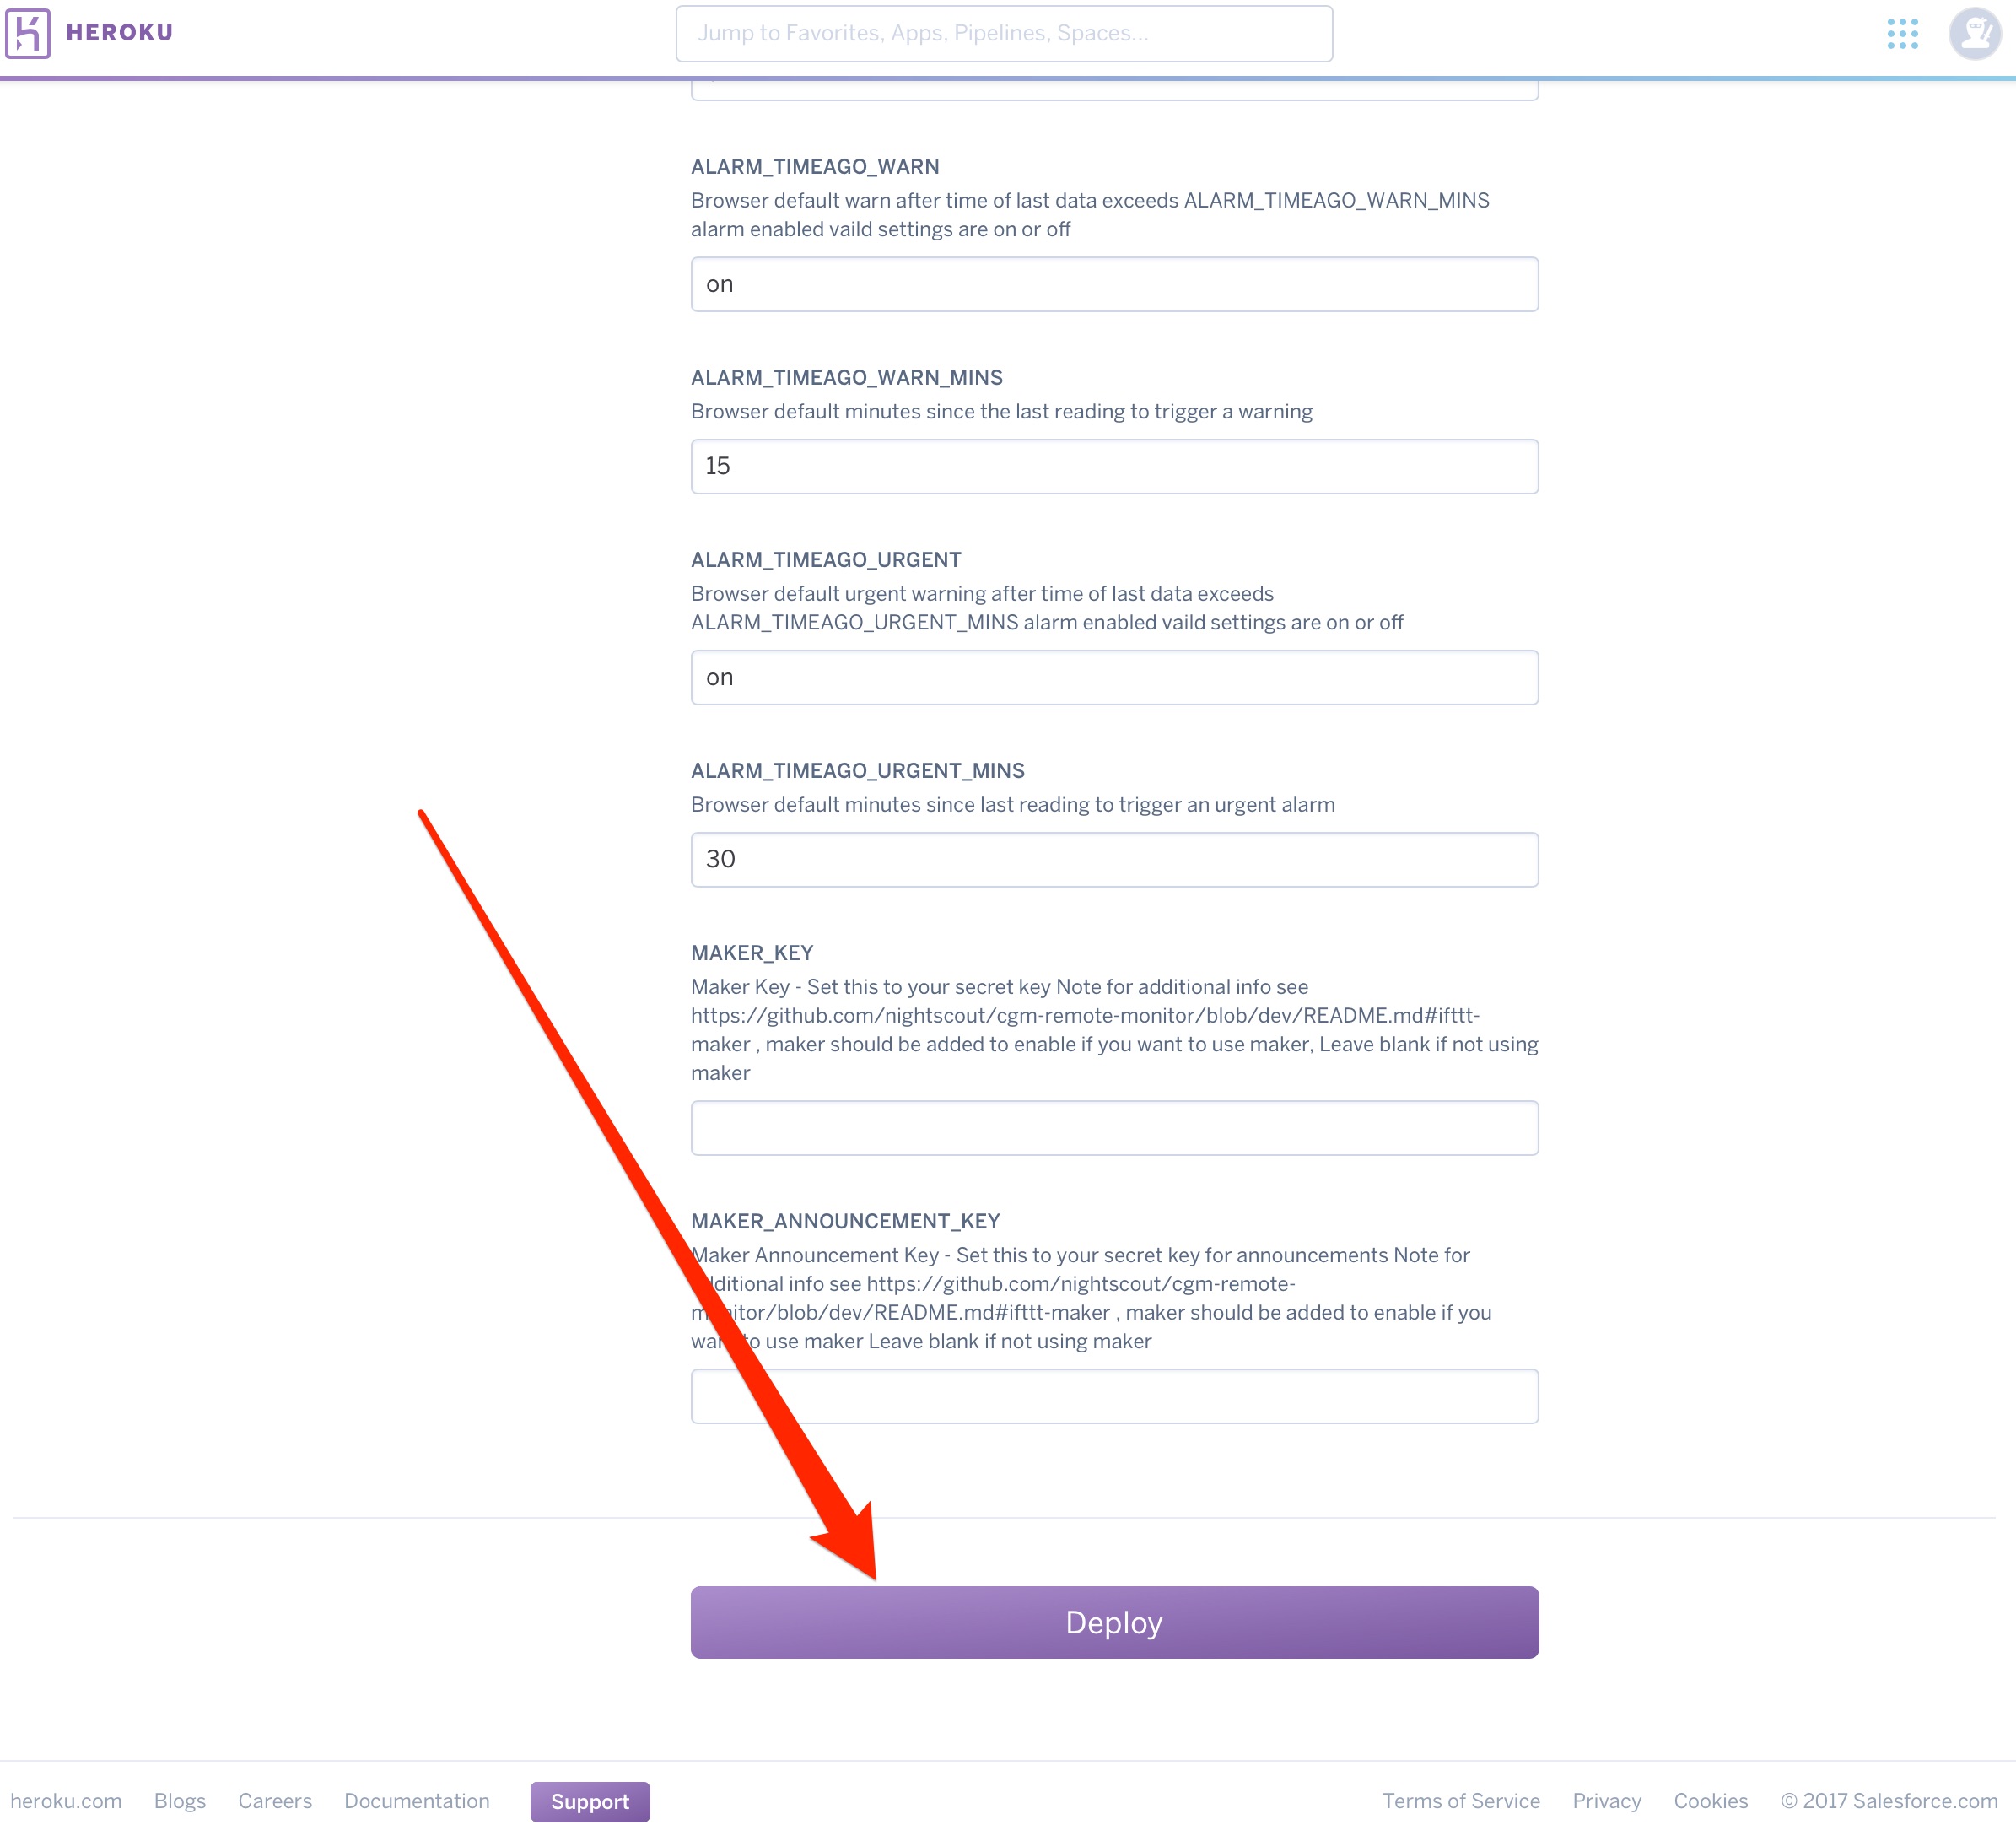 HEROKU
Jump to Favorites, Apps, Pipelines, Spaces...
ALARM_TIMEAGO_WARN
Browser default warn after time of last data exceeds ALARM_TIMEAGO_WARN_MINS
alarm enabled vaild settings are on or off
on
ALARM_TIMEAGO_WARN_MINS
Browser default minutes since the last reading to trigger a warning
15
ALARM_TIMEAGO_URGENT
Browser default urgent warning after time of last data exceeds
ALARM_TIMEAGO_URGENT_MINS alarm enabled vaild settings are on or off
on
ALARM_TIMEAGO_URGENT_MINS
Browser default minutes since last reading to trigger an urgent alarm
30
MAKER_KEY
Maker Key - Set this to your secret key Note for additional info see
https://github.com/nightscout/cgm-remote-monitor/blob/dev/README.md#ifttt-
maker , maker should be added to enable if you want to use maker, Leave blank if not using
maker
MAKER_ANNOUNCEMENT_KEY
Maker Announcement Key - Set this to your secret key for announcements Note for
additional info see https://github.com/nightscout/cgm-remote-
monitor/blob/dev/README.md#ifttt-maker , maker should be added to enable if you
want to use maker Leave blank if not using maker
Deploy
heroku.com Blogs Careers Documentation Support Terms of Service Privacy Cookies © 2017 Salesforce.com